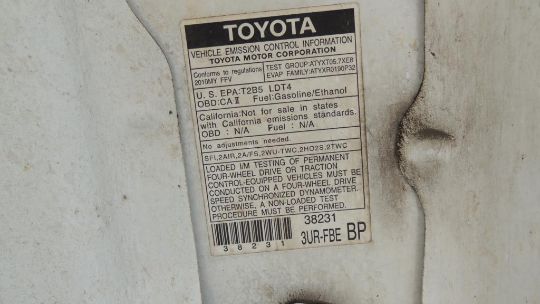 TOYOTA
VEHICLE EMISSION CONTROL INFORMATION
TOYOTA MOTOR CORPORATION
Conforms to regulations
2010MY FFV
TEST GROUP:ATYXT05.7XE8
EVAP FAMILY:ATYXR0190P32
U. S. EPA:T2B5 LDT4
OBD:CA II Fuel:Gasoline/Ethanol
California:Not for sale in states
with California emissions standards.
OBD : N/A Fuel : N/A
No adjustments needed.
SFI,2AIR,2A/FS,2WU-TWC,2HO2S,2TWC
LOADED I/M TESTING OF PERMANENT
FOUR-WHEEL DRIVE OR TRACTION
CONTROL-EQUIPPED VEHICLES MUST BE
CONDUCTED ON A FOUR-WHEEL DRIVE
SPEED SYNCHRONIZED DYNAMOMETER.
OTHERWISE, A NON-LOADED TEST
PROCEDURE MUST BE PERFORMED.
38231
38231
3UR-FBE BP